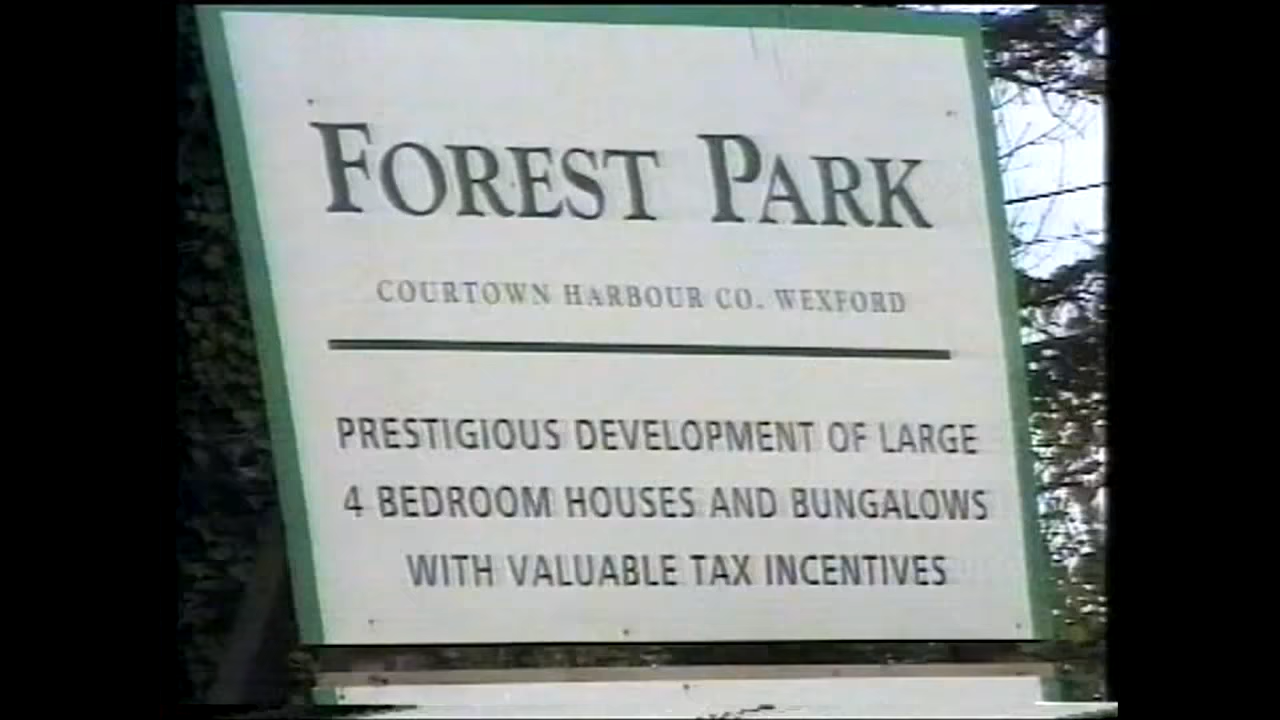 FOREST PARK
COURTOWN HARBOUR CO. WEXFORD
PRESTIGIOUS DEVELOPMENT OF LARGE
4 BEDROOM HOUSES AND BUNGALOWS
WITH VALUABLE TAX INCENTIVES